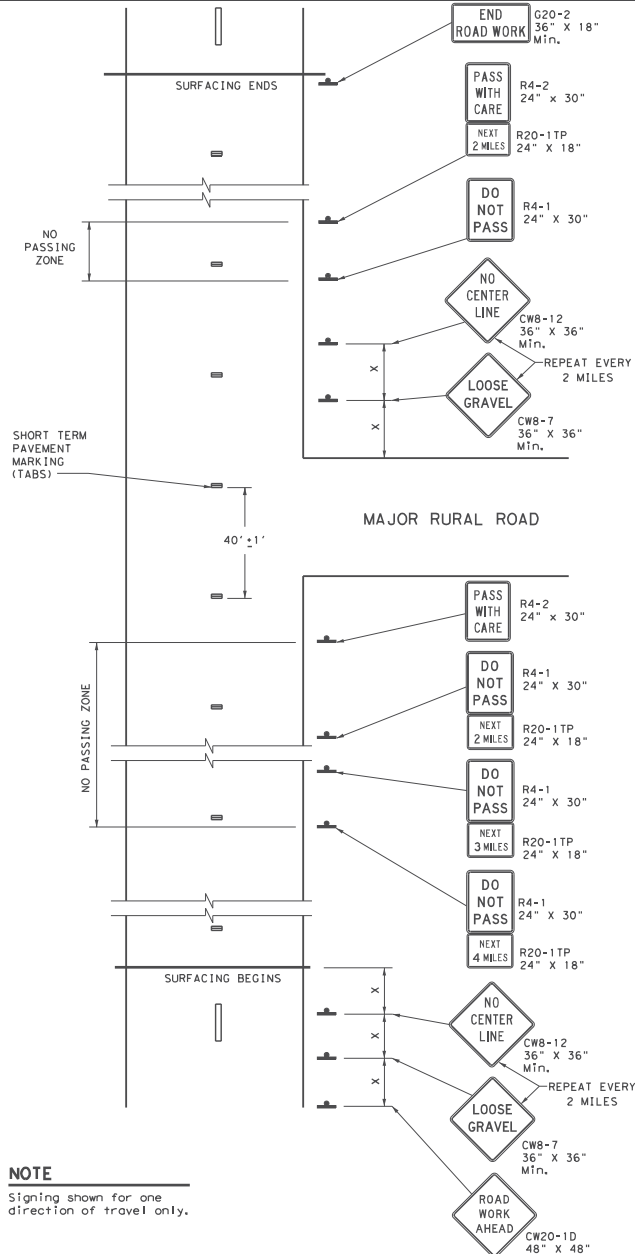 END
ROAD WORK
G20-2
36" X 18"
Min.
SURFACING ENDS
PASS
WITH
CARE
R4-2
24" x 30"
NEXT
2 MILES
R20-1TP
24" X 18"
DO
NOT
PASS
R4-1
24" X 30"
NO
PASSING
ZONE
NO
CENTER
LINE
CW8-12
36" X 36"
Min.
X
REPEAT EVERY
2 MILES
LOOSE
GRAVEL
CW8-7
36" X 36"
Min.
X
SHORT TERM
PAVEMENT
MARKING
(TABS)
MAJOR RURAL ROAD
40' ±1'
PASS
WITH
CARE
R4-2
24" x 30"
NO PASSING ZONE
DO
NOT
PASS
R4-1
24" X 30"
NEXT
2 MILES
R20-1TP
24" X 18"
DO
NOT
PASS
R4-1
24" X 30"
NEXT
3 MILES
R20-1TP
24" X 18"
DO
NOT
PASS
R4-1
24" X 30"
NEXT
4 MILES
R20-1TP
24" X 18"
SURFACING BEGINS
X
NO
CENTER
LINE
CW8-12
36" X 36"
Min.
X
REPEAT EVERY
2 MILES
X
LOOSE
GRAVEL
CW8-7
36" X 36"
Min.
NOTE
Signing shown for one
direction of travel only.
ROAD
WORK
AHEAD
CW20-1D
48" X 48"